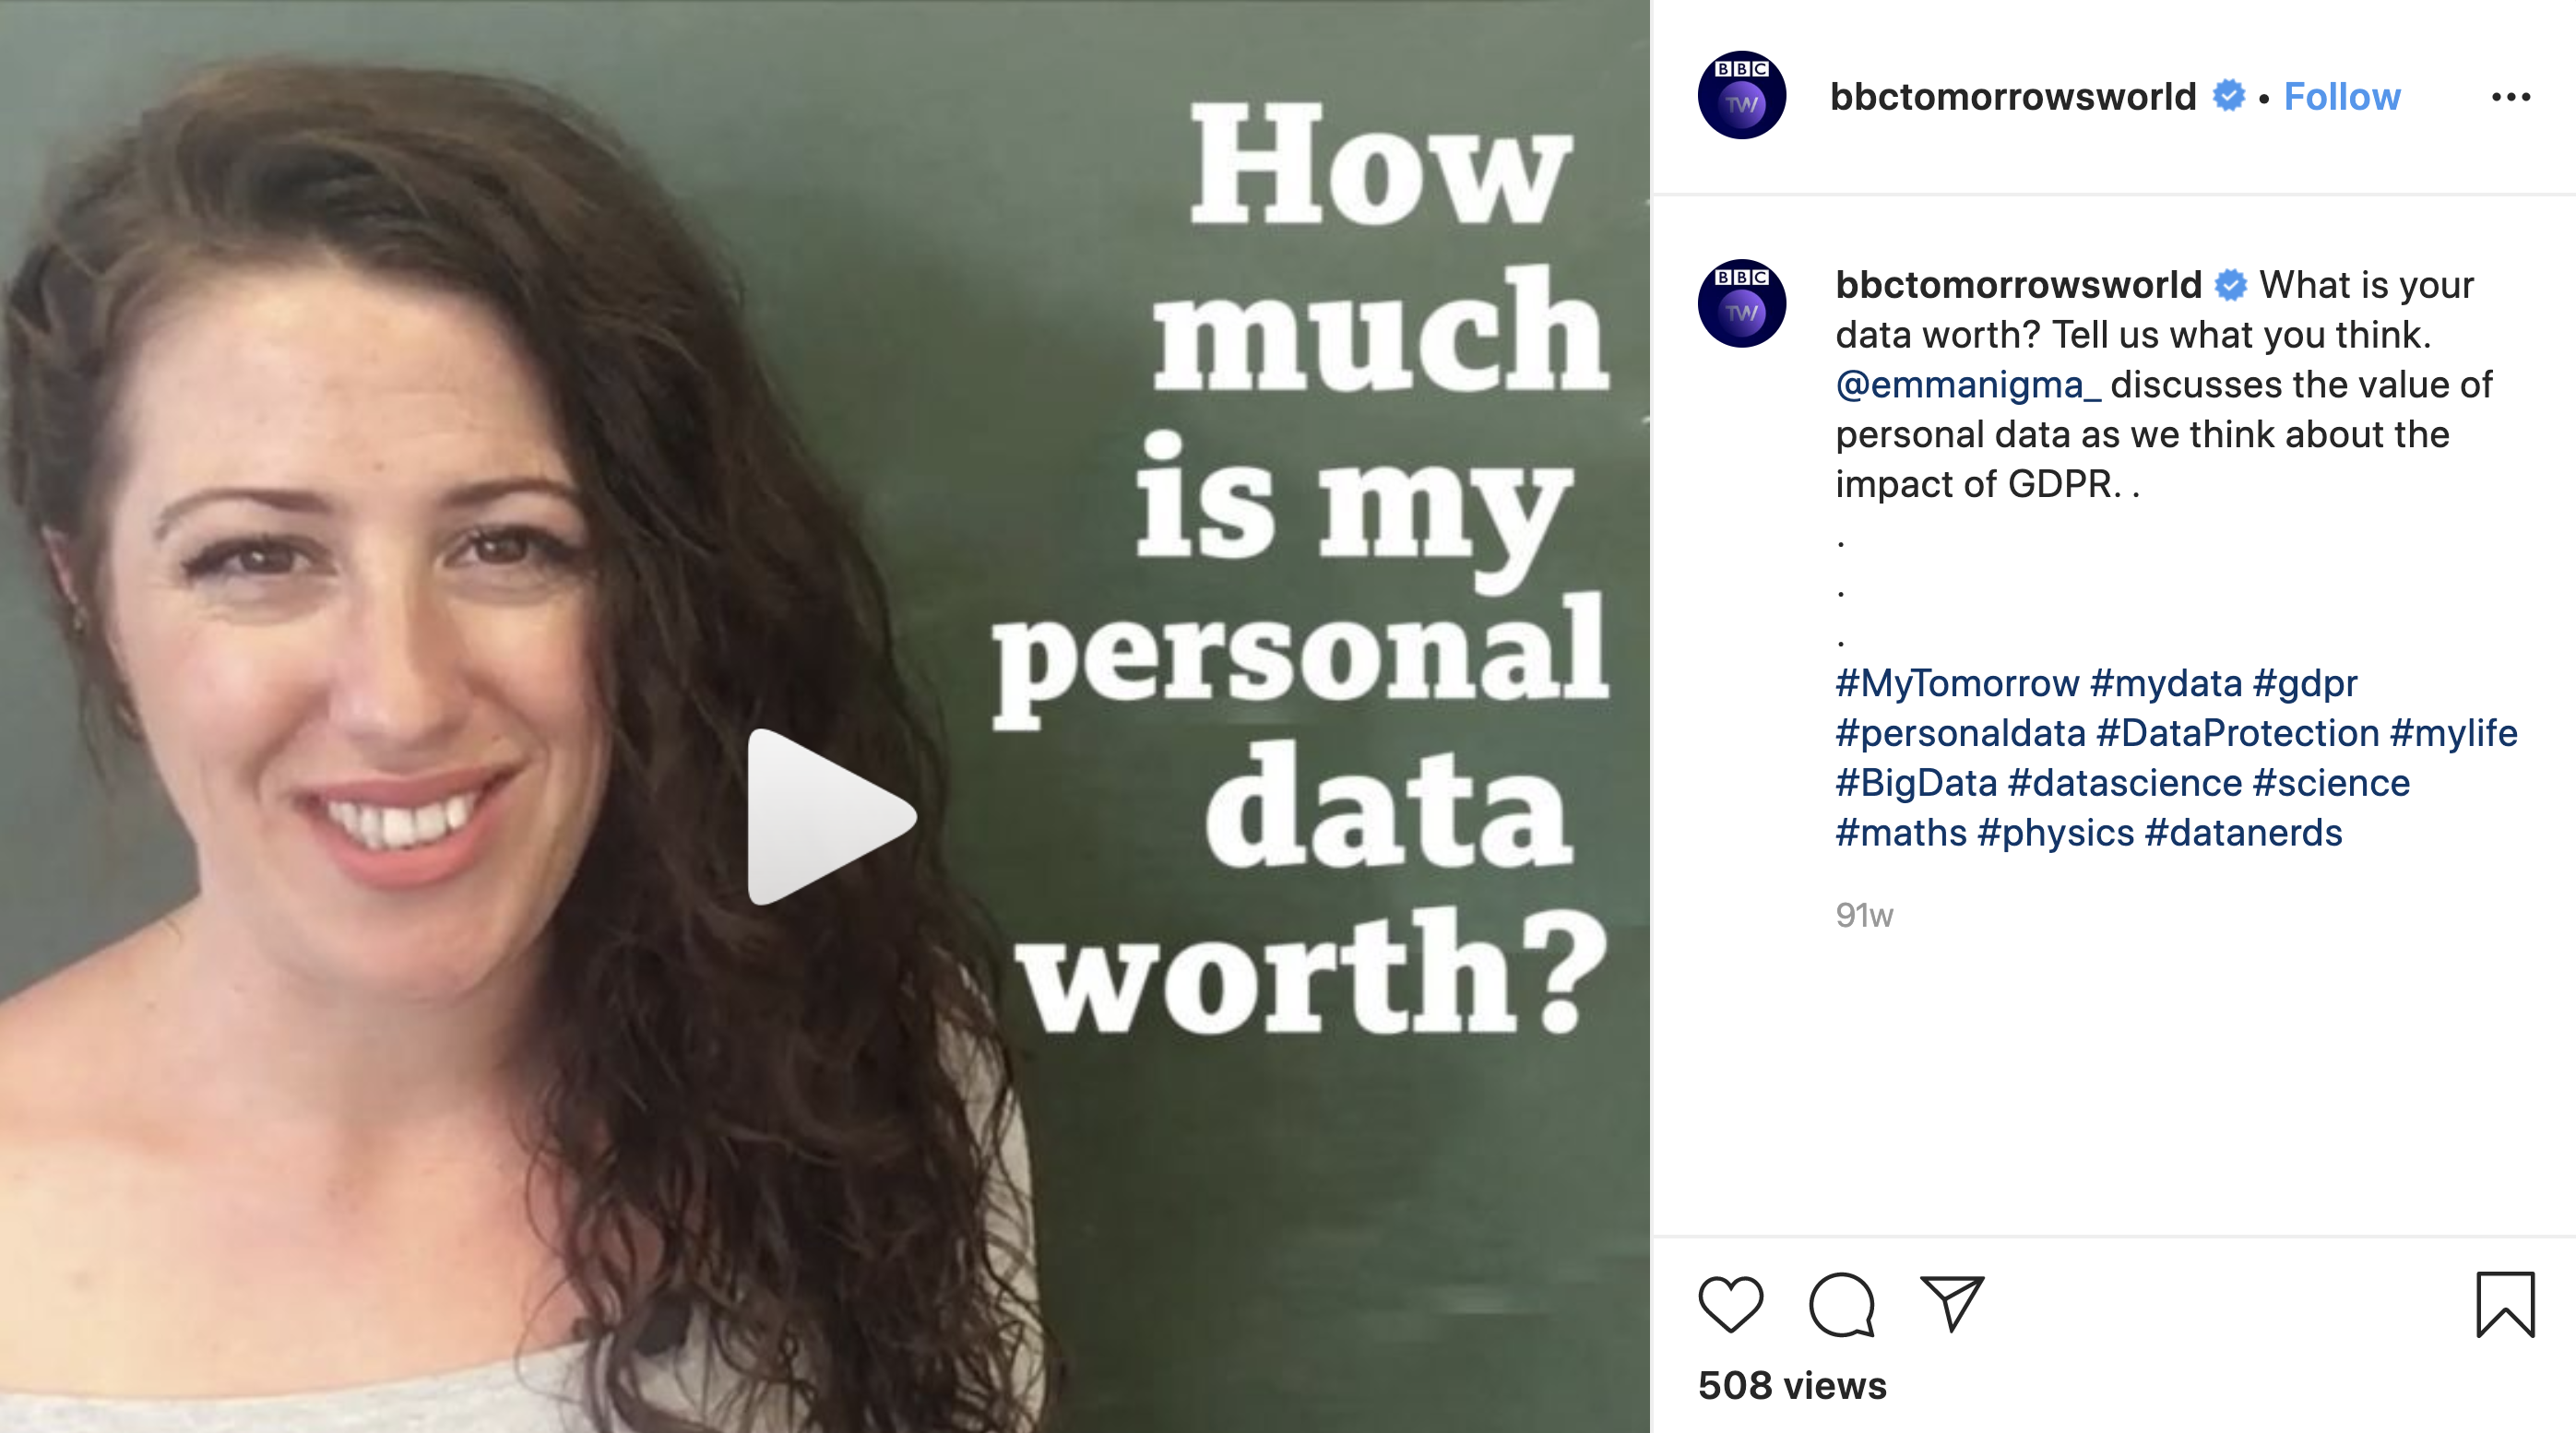 How
much
is my
personal
data
worth?
BBC
TW
bbctomorrowsworld • Follow
BBC
TW
bbctomorrowsworld What is your
data worth? Tell us what you think.
@emmanigma_ discusses the value of
personal data as we think about the
impact of GDPR. .
.
.
.
#MyTomorrow #mydata #gdpr
#personaldata #DataProtection #mylife
#BigData #datascience #science
#maths #physics #datanerds
91w
508 views